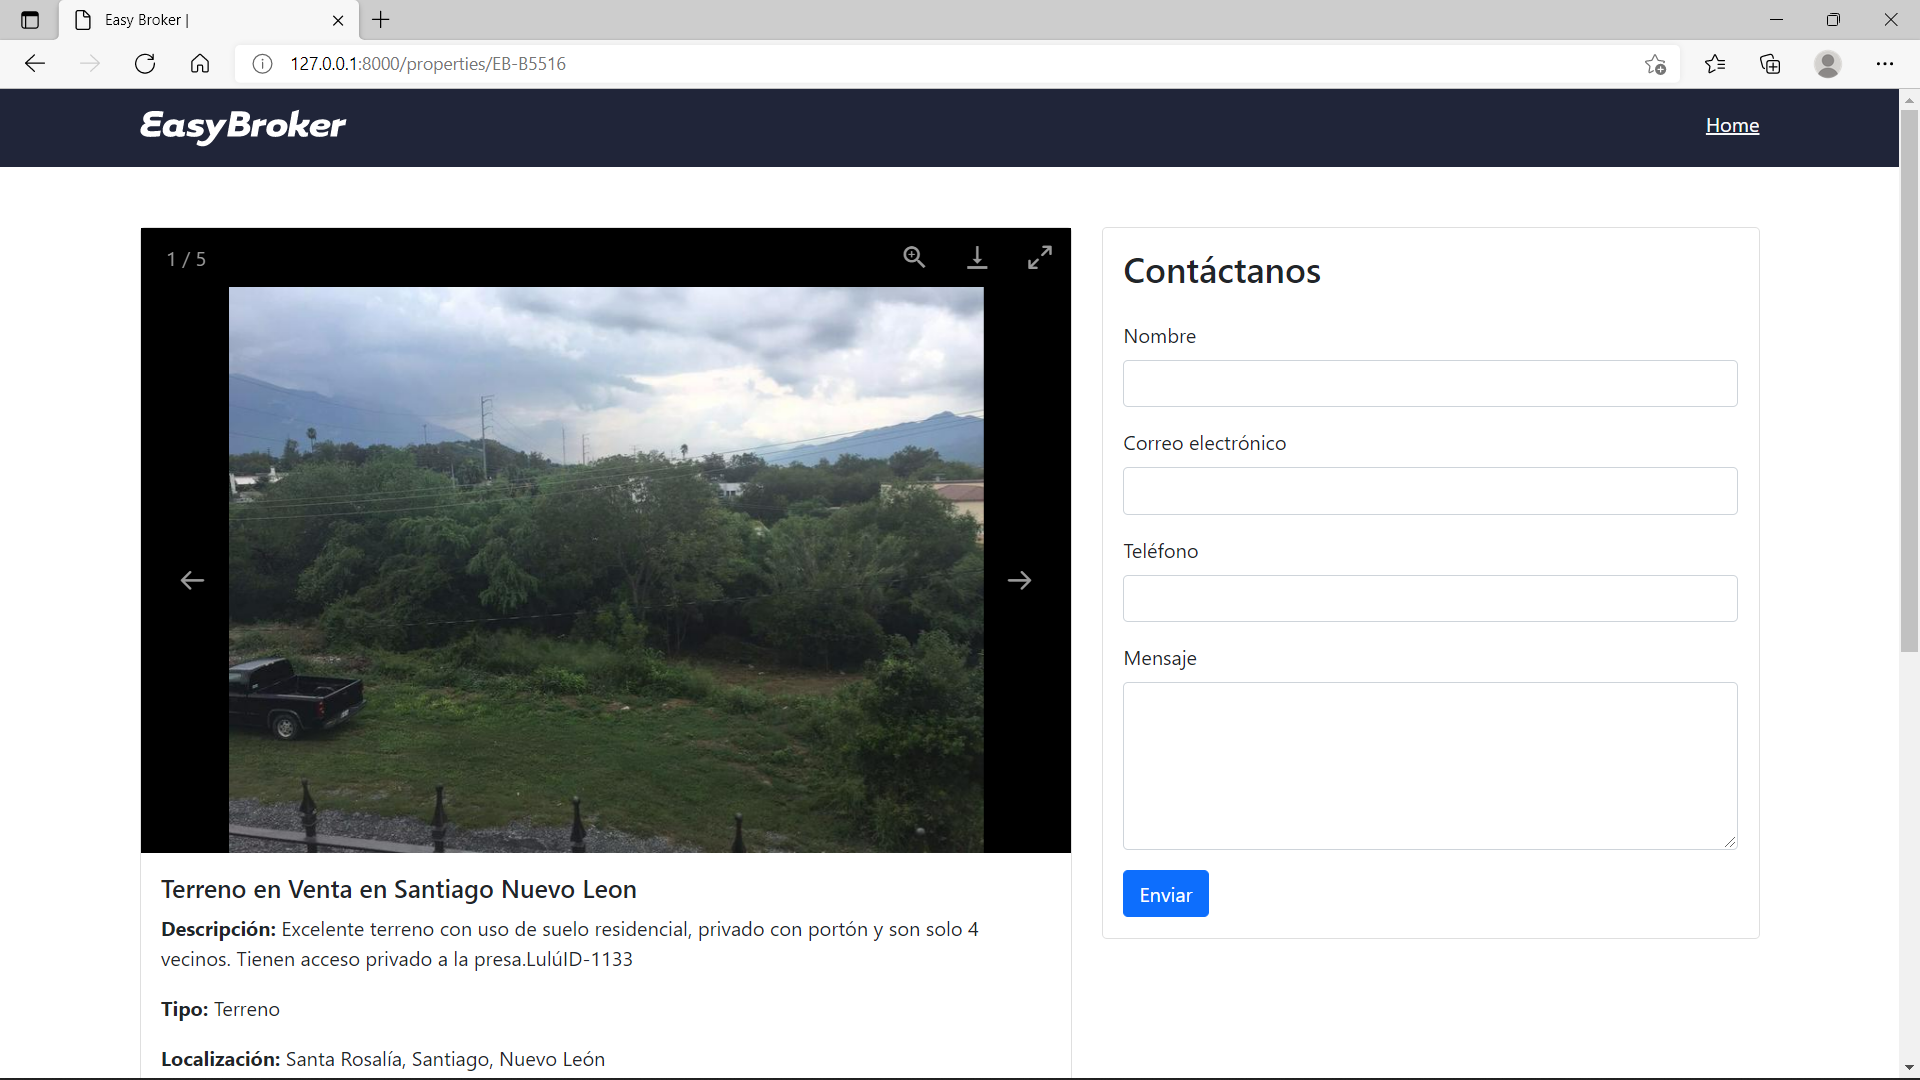 Easy Broker |
127.0.0.1:8000/properties/EB-B5516
EasyBroker
Home
1 / 5
Terreno en Venta en Santiago Nuevo Leon
Descripción: Excelente terreno con uso de suelo residencial, privado con portón y son solo 4
vecinos. Tienen acceso privado a la presa.LulúID-1133
Tipo: Terreno
Localización: Santa Rosalía, Santiago, Nuevo León
Contáctanos
Nombre
Correo electrónico
Teléfono
Mensaje
Enviar